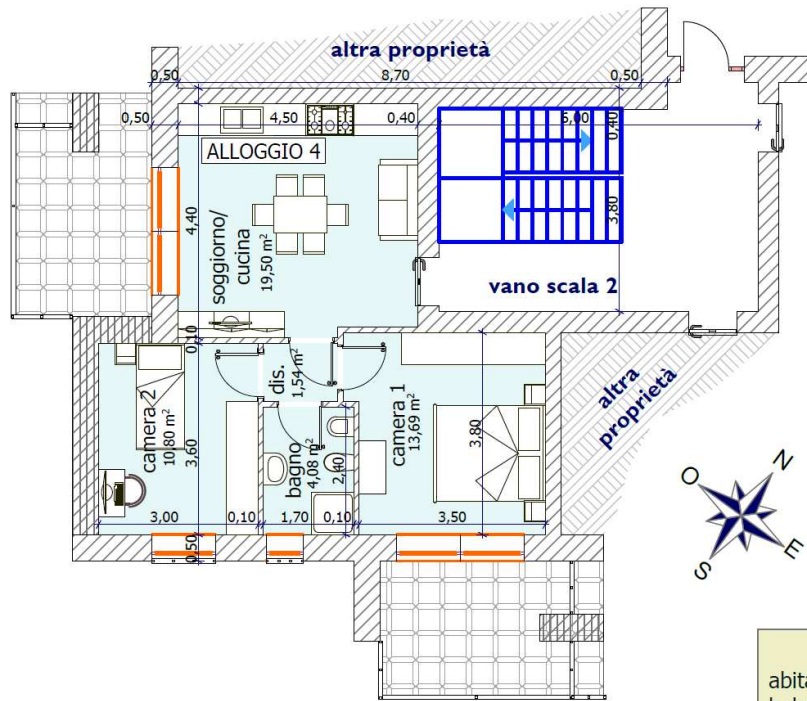 altra proprietà
0,50
8,70
0,50
0,50
4,50
0,40
6,00
0,40
ALLOGGIO 4
4,40
soggiorno/
cucina
19,50 m²
3,80
vano scala 2
0,10
dis.
1,54 m²
altra
proprietà
camera 2
10,80 m²
3,60
bagno
4,08 m²
2,40
camera 1
13,69 m²
3,80
3,00
0,10
1,70
0,10
3,50
0,50
N
O
E
S